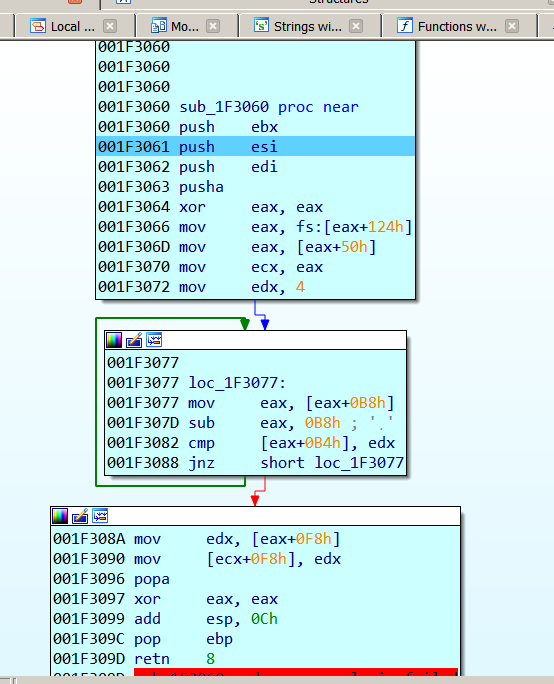 Structures
Local ...
Mo...
Strings wi...
Functions w...
001F3060
001F3060
001F3060
001F3060 sub_1F3060 proc near
001F3060 push ebx
001F3061 push esi
001F3062 push edi
001F3063 pusha
001F3064 xor eax, eax
001F3066 mov eax, fs:[eax+124h]
001F306D mov eax, [eax+50h]
001F3070 mov ecx, eax
001F3072 mov edx, 4
001F3077
001F3077 loc_1F3077:
001F3077 mov eax, [eax+0B8h]
001F307D sub eax, 0B8h ; '.'
001F3082 cmp [eax+0B4h], edx
001F3088 jnz short loc_1F3077
001F308A mov edx, [eax+0F8h]
001F3090 mov [ecx+0F8h], edx
001F3096 popa
001F3097 xor eax, eax
001F3099 add esp, 0Ch
001F309C pop ebp
001F309D retn 8